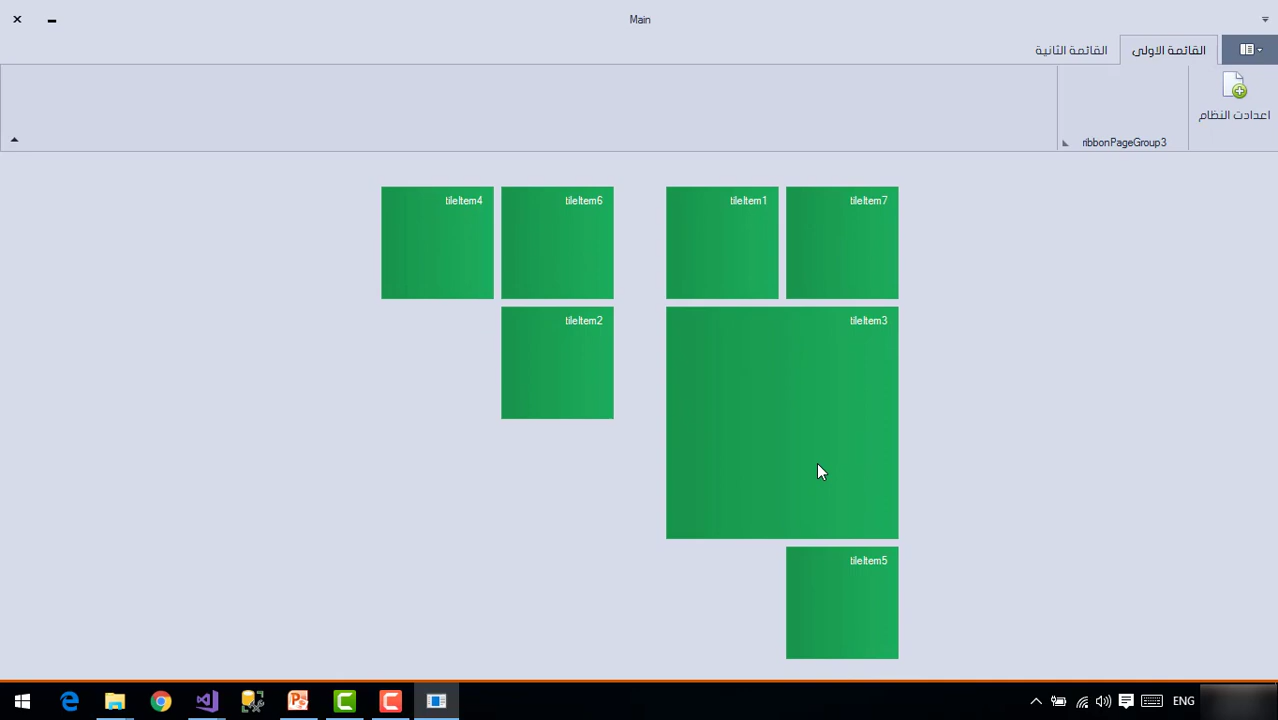 Main
القائمة الاولى
القائمة الثانية
اعدادت النظام
ribbonPageGroup3
tileItem7
tileItem1
tileItem6
tileItem4
tileItem3
tileItem2
tileItem5
ENG